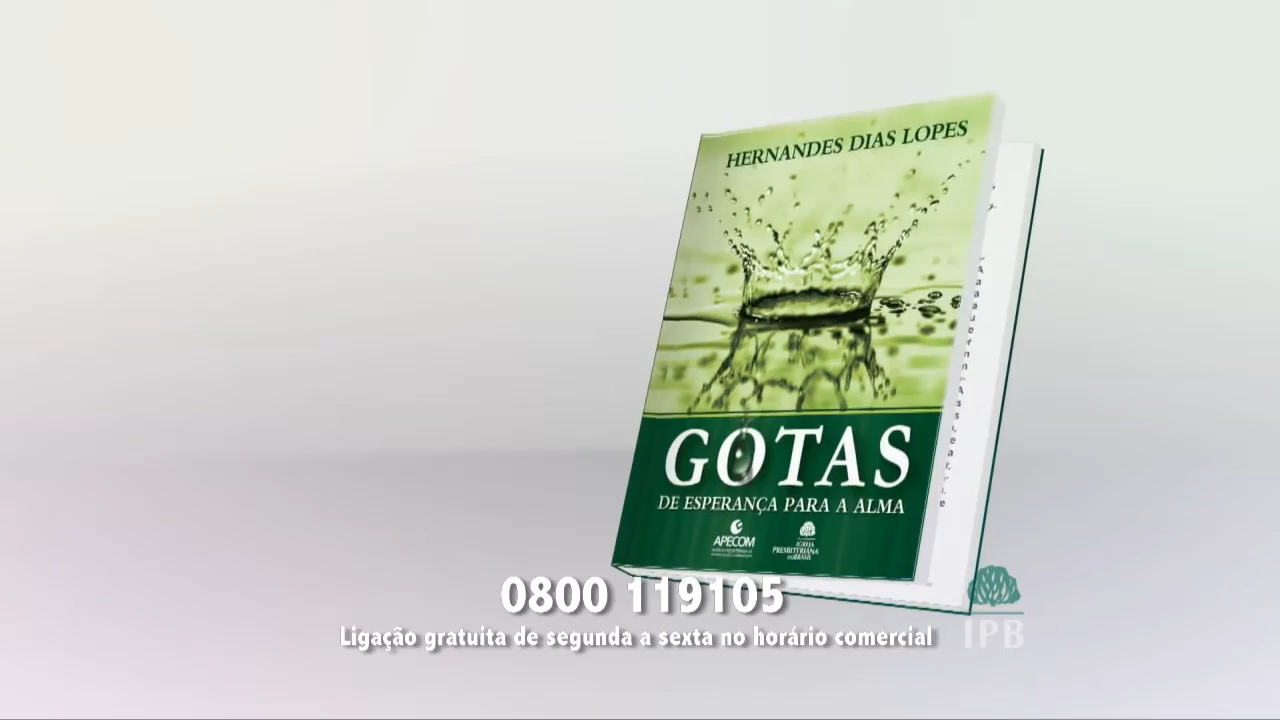 HERNANDES DIAS LOPES
GOTAS
DE ESPERANÇA PARA A ALMA
APECOM
IGREJA
PRESBITERIANA
DO BRASIL
0800 119105
Ligação gratuita de segunda a sexta no horário comercial
IPB